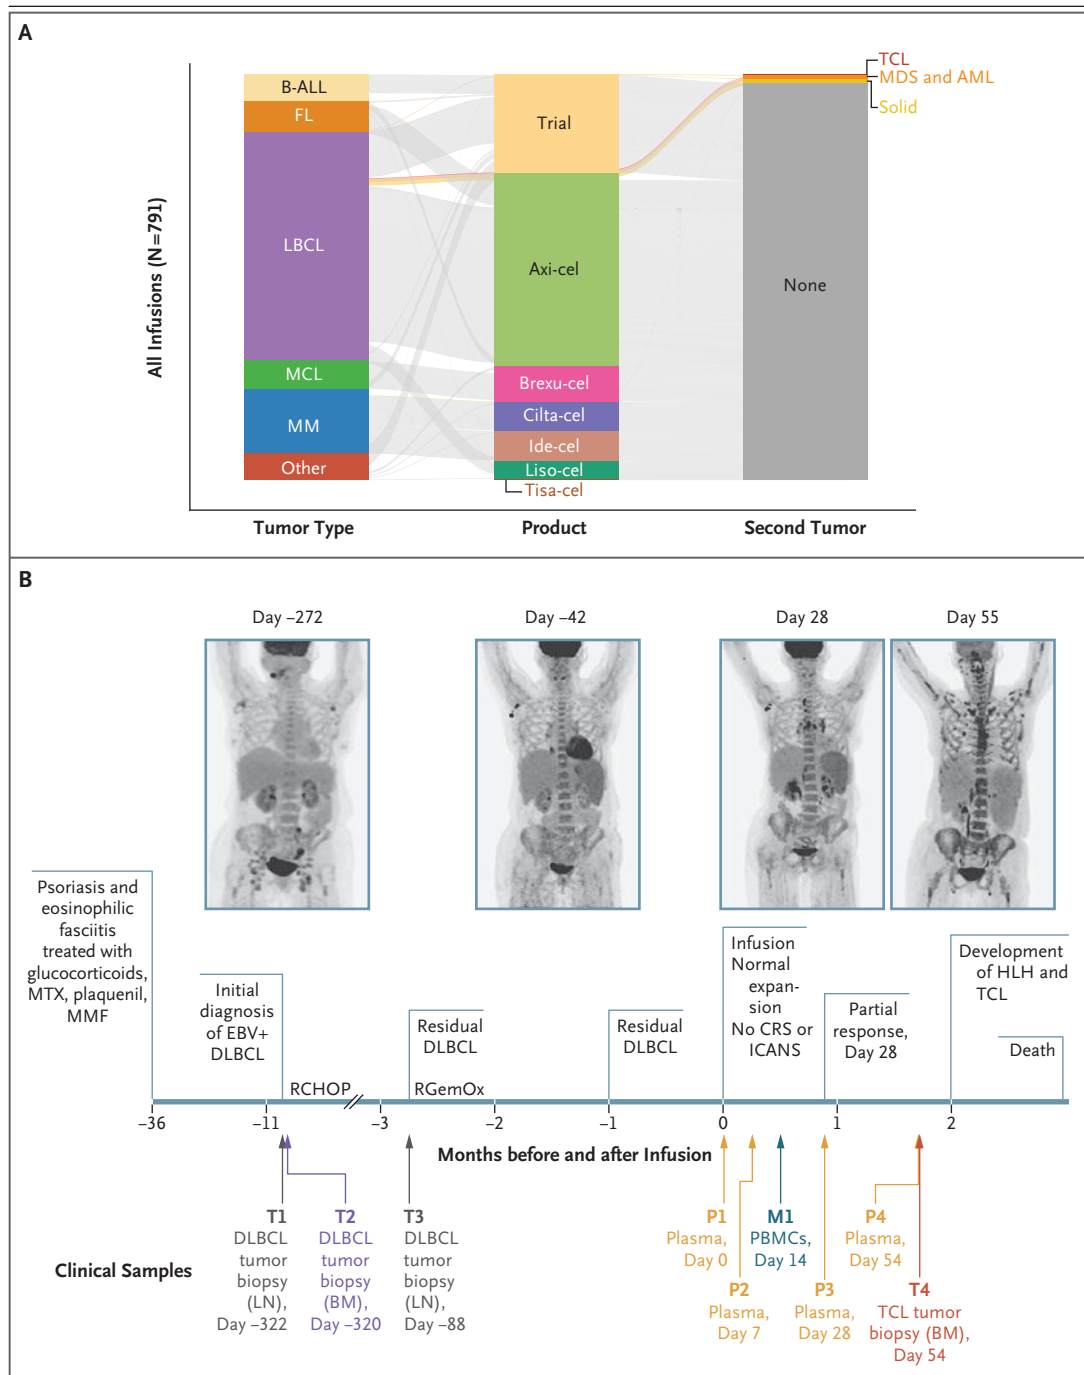 A
All Infusions (N=791)
B-ALL
FL
LBCL
MCL
MM
Other
Trial
Axi-cel
Brexu-cel
Cilta-cel
Ide-cel
Liso-cel
Tisa-cel
TCL
MDS and AML
Solid
None
Tumor Type
Product
Second Tumor
B
Day –272
Day –42
Day 28
Day 55
Psoriasis and
eosinophilic
fasciitis
treated with
glucocorticoids,
MTX, plaquenil,
MMF
Initial
diagnosis
of EBV+
DLBCL
RCHOP
Residual
DLBCL
RGemOx
Residual
DLBCL
Infusion
Normal
expan-
sion
No CRS or
ICANS
Partial
response,
Day 28
Development
of HLH and
TCL
Death
–36
–11
–3
–2
–1
0
1
2
Months before and after Infusion
Clinical Samples
T1
DLBCL
tumor
biopsy
(LN),
Day –322
T2
DLBCL
tumor
biopsy
(BM),
Day –320
T3
DLBCL
tumor
biopsy
(LN),
Day –88
P1
Plasma,
Day 0
P2
Plasma,
Day 7
M1
PBMCs,
Day 14
P3
Plasma,
Day 28
P4
Plasma,
Day 54
T4
TCL tumor
biopsy (BM),
Day 54